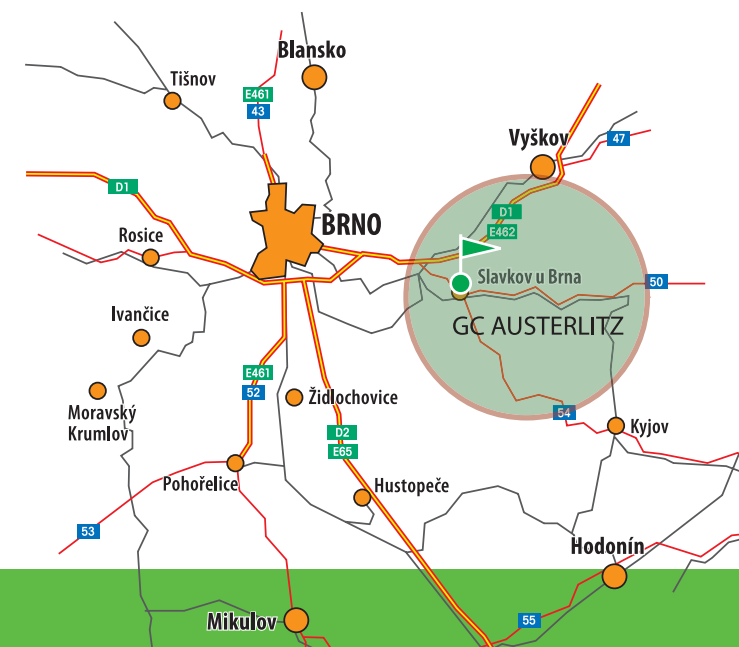 Blansko
Tišnov
E461
43
Vyškov
47
D1
D1
E462
BRNO
Rosice
Slavkov u Brna
50
GC AUSTERLITZ
Ivančice
E461
52
Židlochovice
Moravský
Krumlov
54
Kyjov
D2
E65
Pohořelice
Hustopeče
53
Hodonín
Mikulov
55